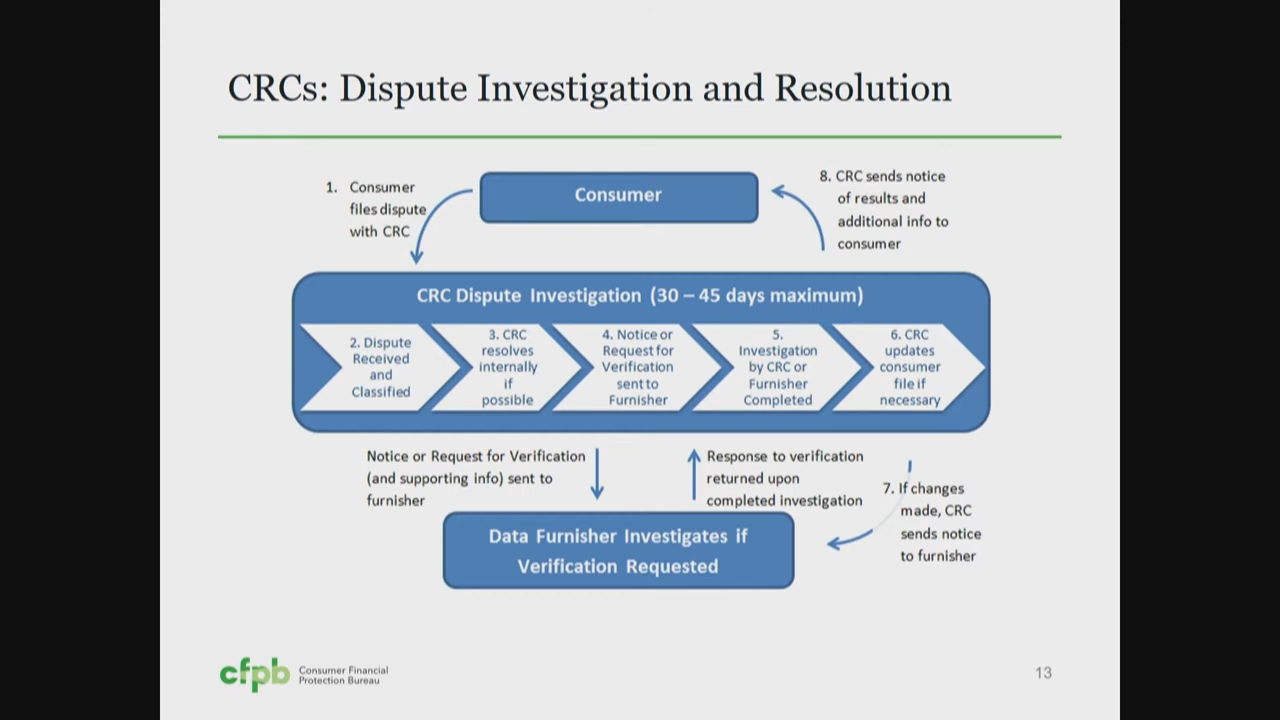 CRCs: Dispute Investigation and Resolution
1. Consumer
files dispute
with CRC
Consumer
8. CRC sends notice
of results and
additional info to
consumer
CRC Dispute Investigation (30 – 45 days maximum)
2. Dispute
Received
and
Classified
3. CRC
resolves
internally
if
possible
4. Notice or
Request for
Verification
sent to
Furnisher
5.
Investigation
by CRC or
Furnisher
Completed
6. CRC
updates
consumer
file if
necessary
Notice or Request for Verification
(and supporting info) sent to
furnisher
Response to verification
returned upon
completed investigation
7. If changes
made, CRC
sends notice
to furnisher
Data Furnisher Investigates if
Verification Requested
cfpb
Consumer Financial
Protection Bureau
13